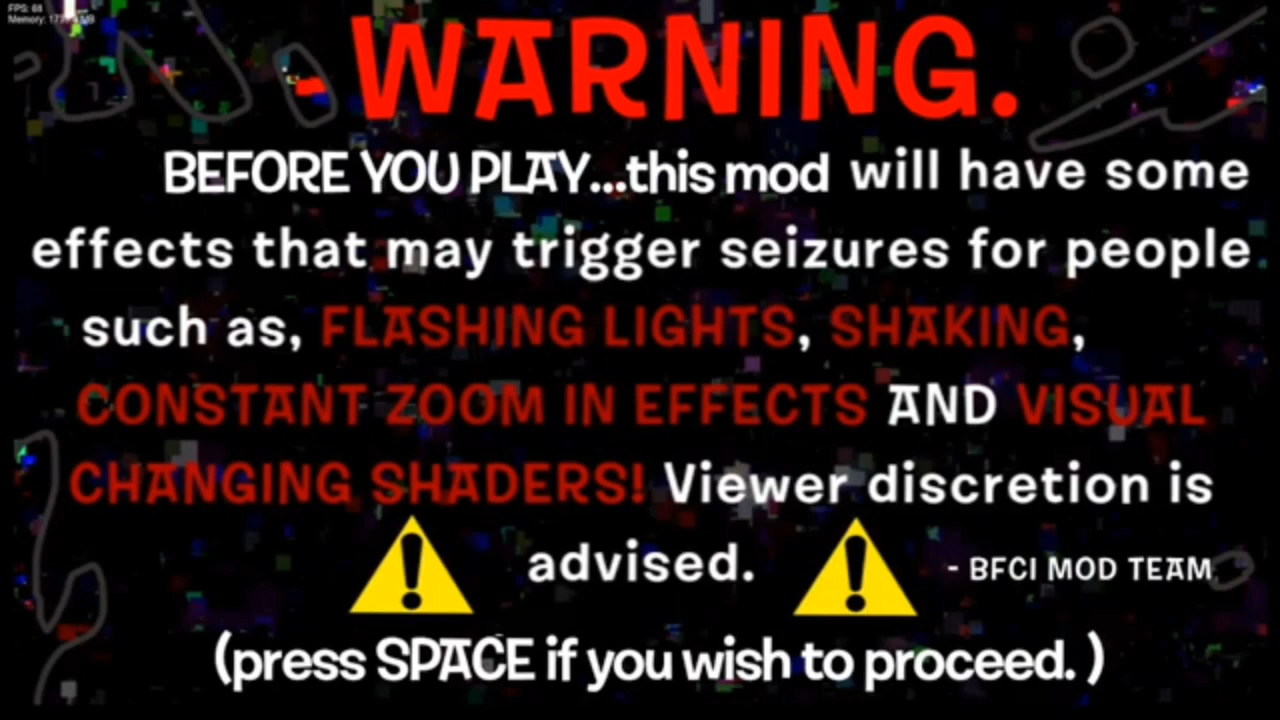 FPS: 68
WARNING.
BEFORE YOU PLAY...this mod will have some
effects that may trigger seizures for people
such as, FLASHING LIGHTS, SHAKING,
CONSTANT ZOOM IN EFFECTS AND VISUAL
CHANGING SHADERS! Viewer discretion is
advised. - BFCI MOD TEAM
(press SPACE if you wish to proceed. )